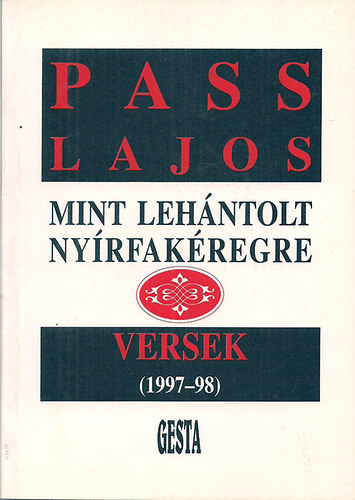 PASS
LAJOS
MINT LEHÁNTOLT
NYÍRFAKÉREGRE
VERSEK
(1997–98)
GESTA